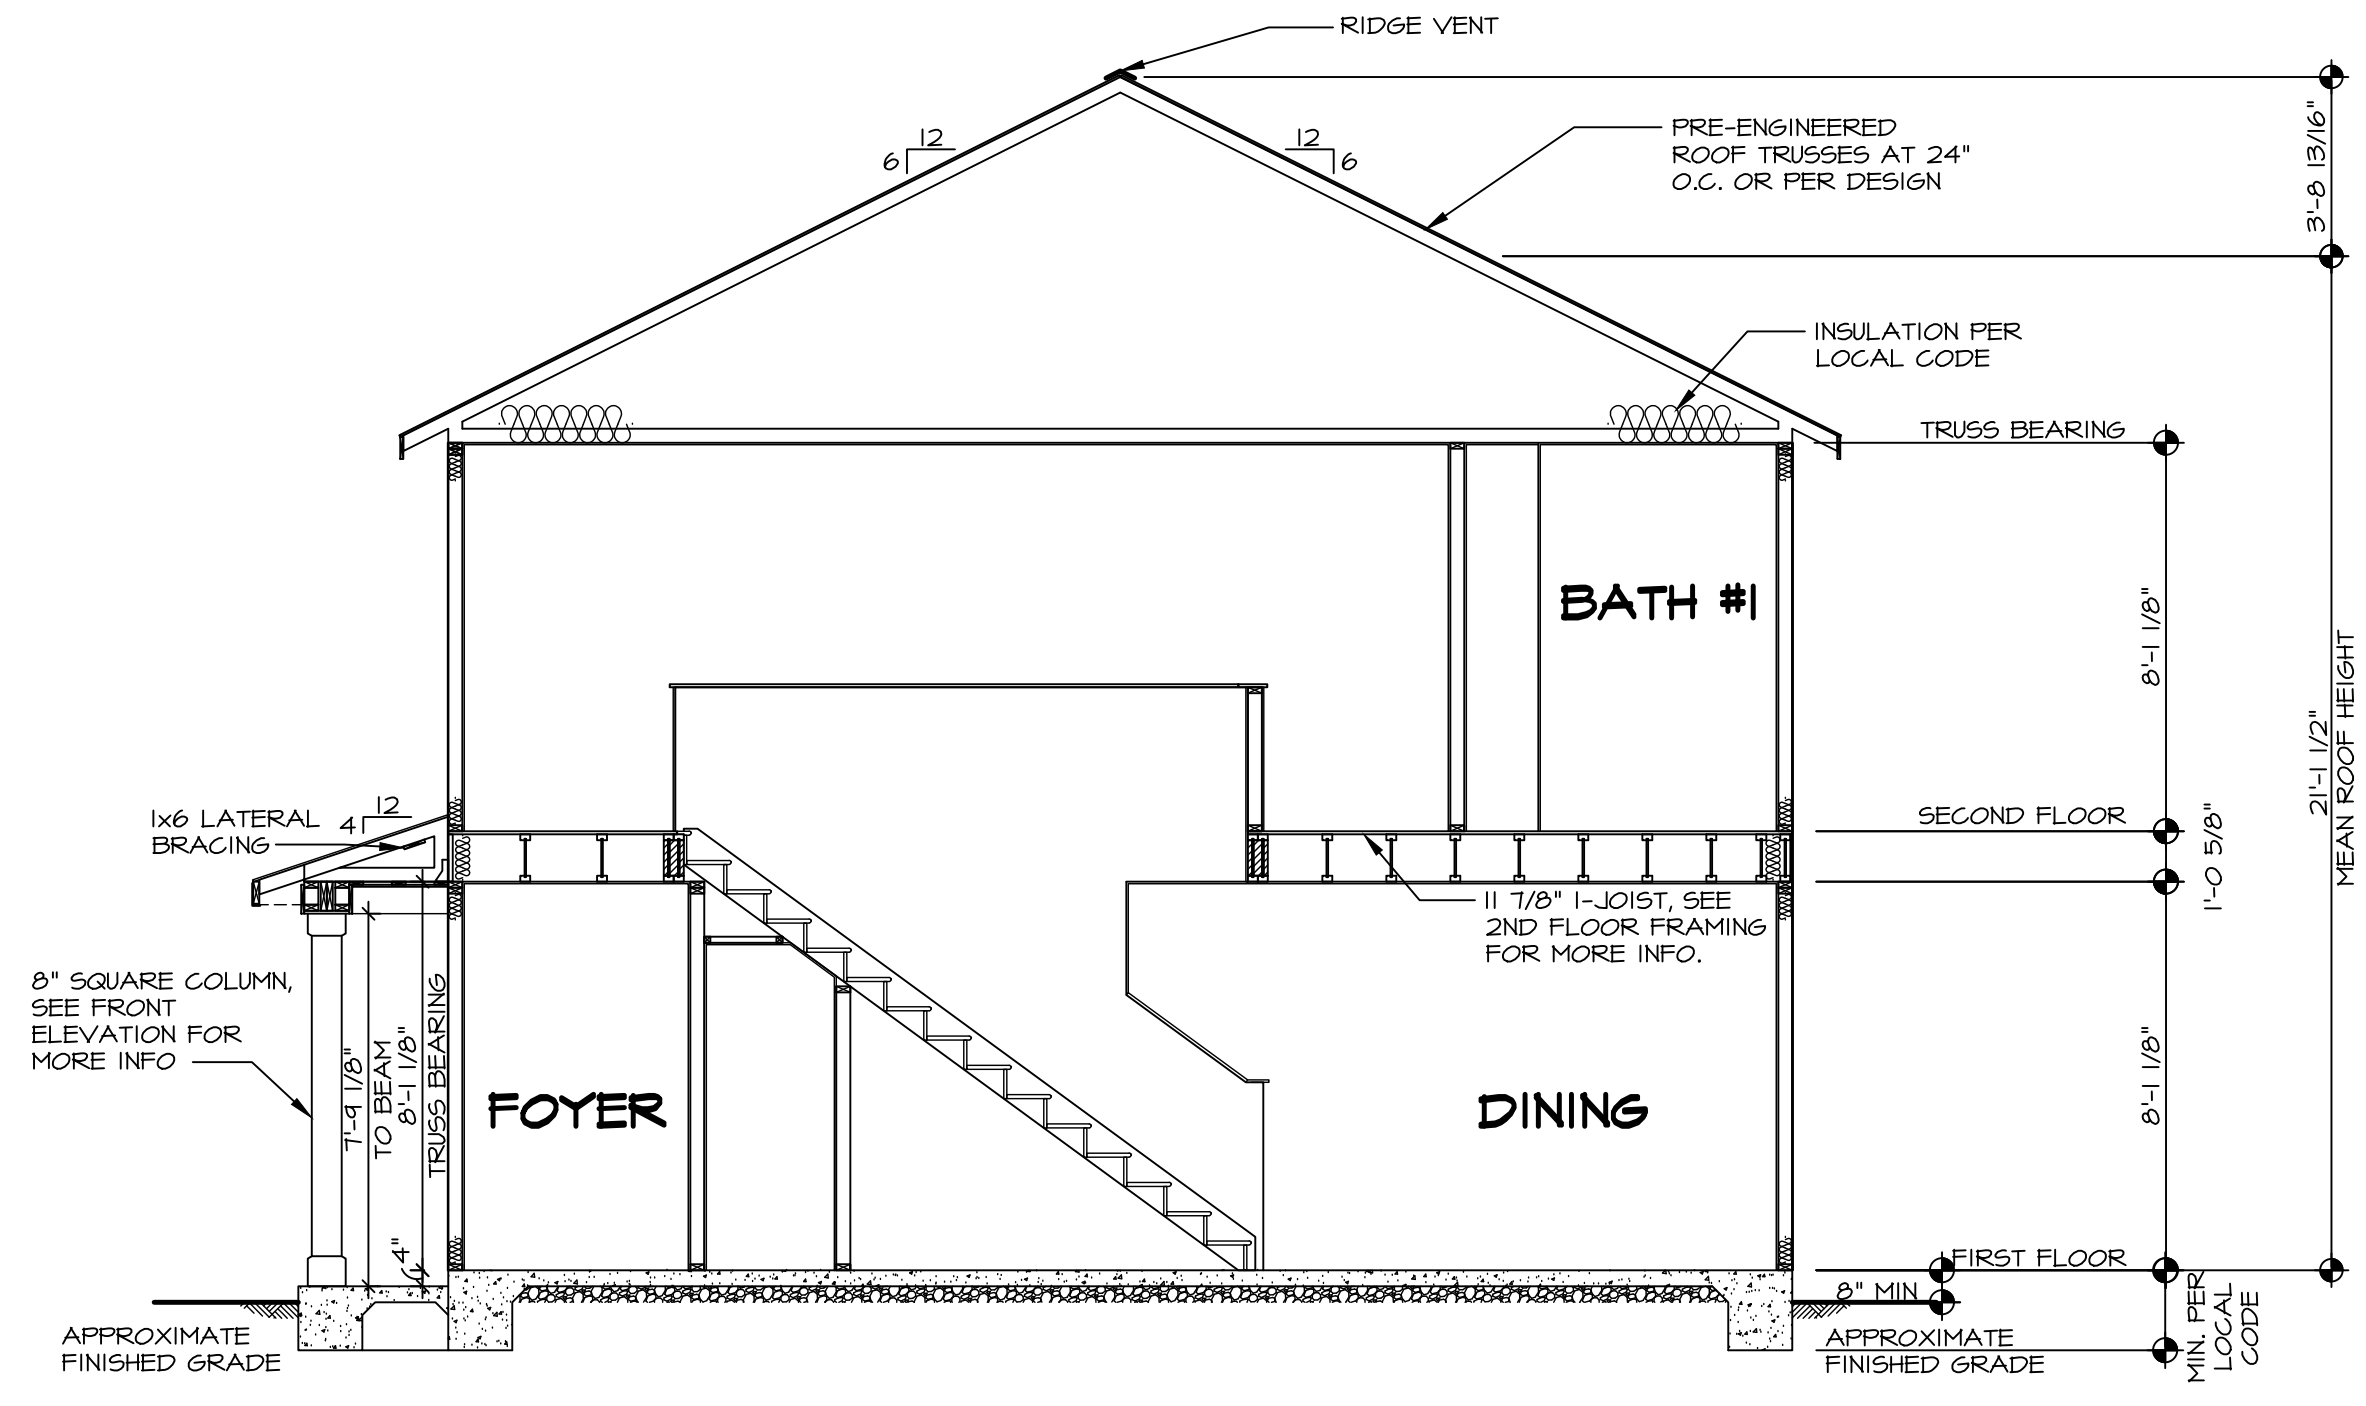 RIDGE VENT
12
6
12
6
PRE-ENGINEERED
ROOF TRUSSES AT 24"
O.C. OR PER DESIGN
3'-8 13/16"
INSULATION PER
LOCAL CODE
TRUSS BEARING
BATH #1
8'-1 1/8"
21'-1 1/2"
MEAN ROOF HEIGHT
12
4
1x6 LATERAL
BRACING
SECOND FLOOR
1'-0 5/8"
11 7/8" I-JOIST, SEE
2ND FLOOR FRAMING
FOR MORE INFO.
8" SQUARE COLUMN,
SEE FRONT
ELEVATION FOR
MORE INFO
7'-9 1/8"
TO BEAM
8'-1 1/8"
TRUSS BEARING
FOYER
DINING
8'-1 1/8"
4"
FIRST FLOOR
8" MIN
APPROXIMATE
FINISHED GRADE
APPROXIMATE
FINISHED GRADE
MIN. PER
LOCAL
CODE